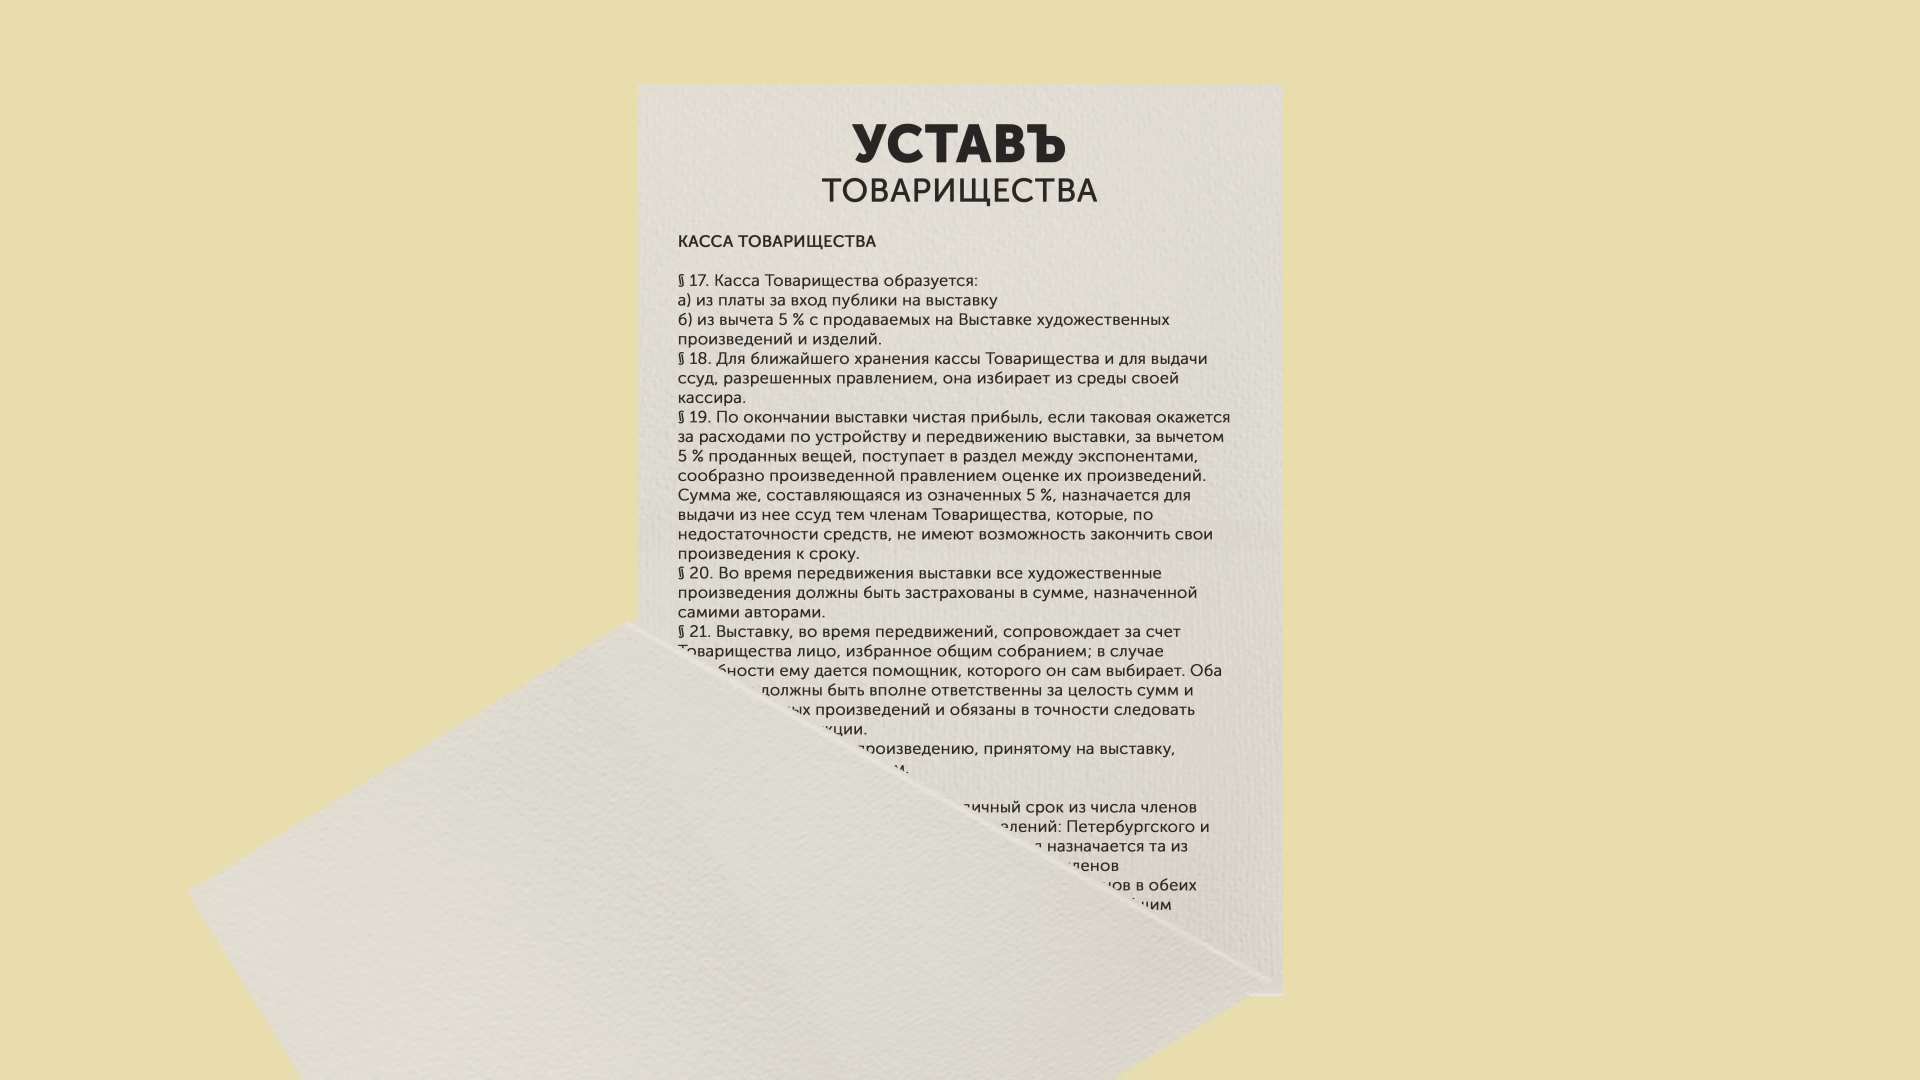 УСТАВЪ
ТОВАРИЩЕСТВА
КАССА ТОВАРИЩЕСТВА
§ 17. Касса Товарищества образуется:
а) из платы за вход публики на выставку
б) из вычета 5 % с продаваемых на Выставке художественных
произведений и изделий.
§ 18. Для ближайшего хранения кассы Товарищества и для выдачи
ссуд, разрешенных правлением, она избирает из среды своей
кассира.
§ 19. По окончании выставки чистая прибыль, если таковая окажется
за расходами по устройству и передвижению выставки, за вычетом
5 % проданных вещей, поступает в раздел между экспонентами,
сообразно произведенной правлением оценке их произведений.
Сумма же, составляющаяся из означенных 5 %, назначается для
выдачи из нее ссуд тем членам Товарищества, которые, по
недостаточности средств, не имеют возможность закончить свои
произведения к сроку.
§ 20. Во время передвижения выставки все художественные
произведения должны быть застрахованы в сумме, назначенной
самими авторами.
§ 21. Выставку, во время передвижений, сопровождает за счет
Товарищества лицо, избранное общим собранием; в случае
ему дается помощник, которого он сам выбирает. Оба
должны быть вполне ответственны за целость сумм и
произведений и обязаны в точности следовать
произведению, принятому на выставку,
срок из числа членов
Петербургского и
назначается та из
в обеих